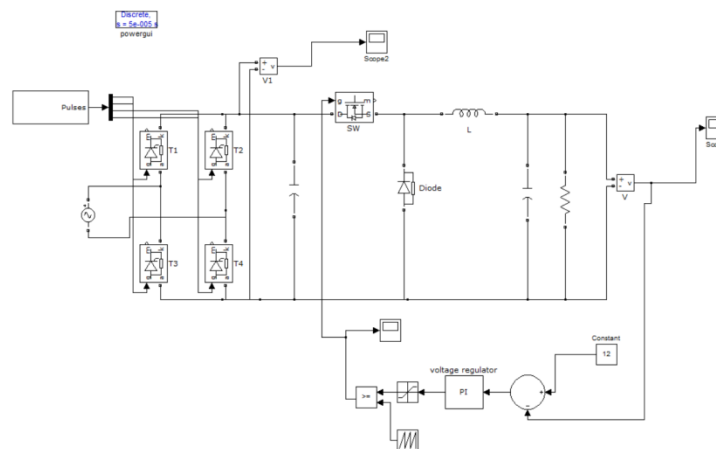 Discrete,
s = 5e-005 s
powergui
Scope2
V1
Pulses
g m
D S
SW
T1
T2
L
Diode
V
T3
T4
Constant
12
voltage regulator
PI
>=